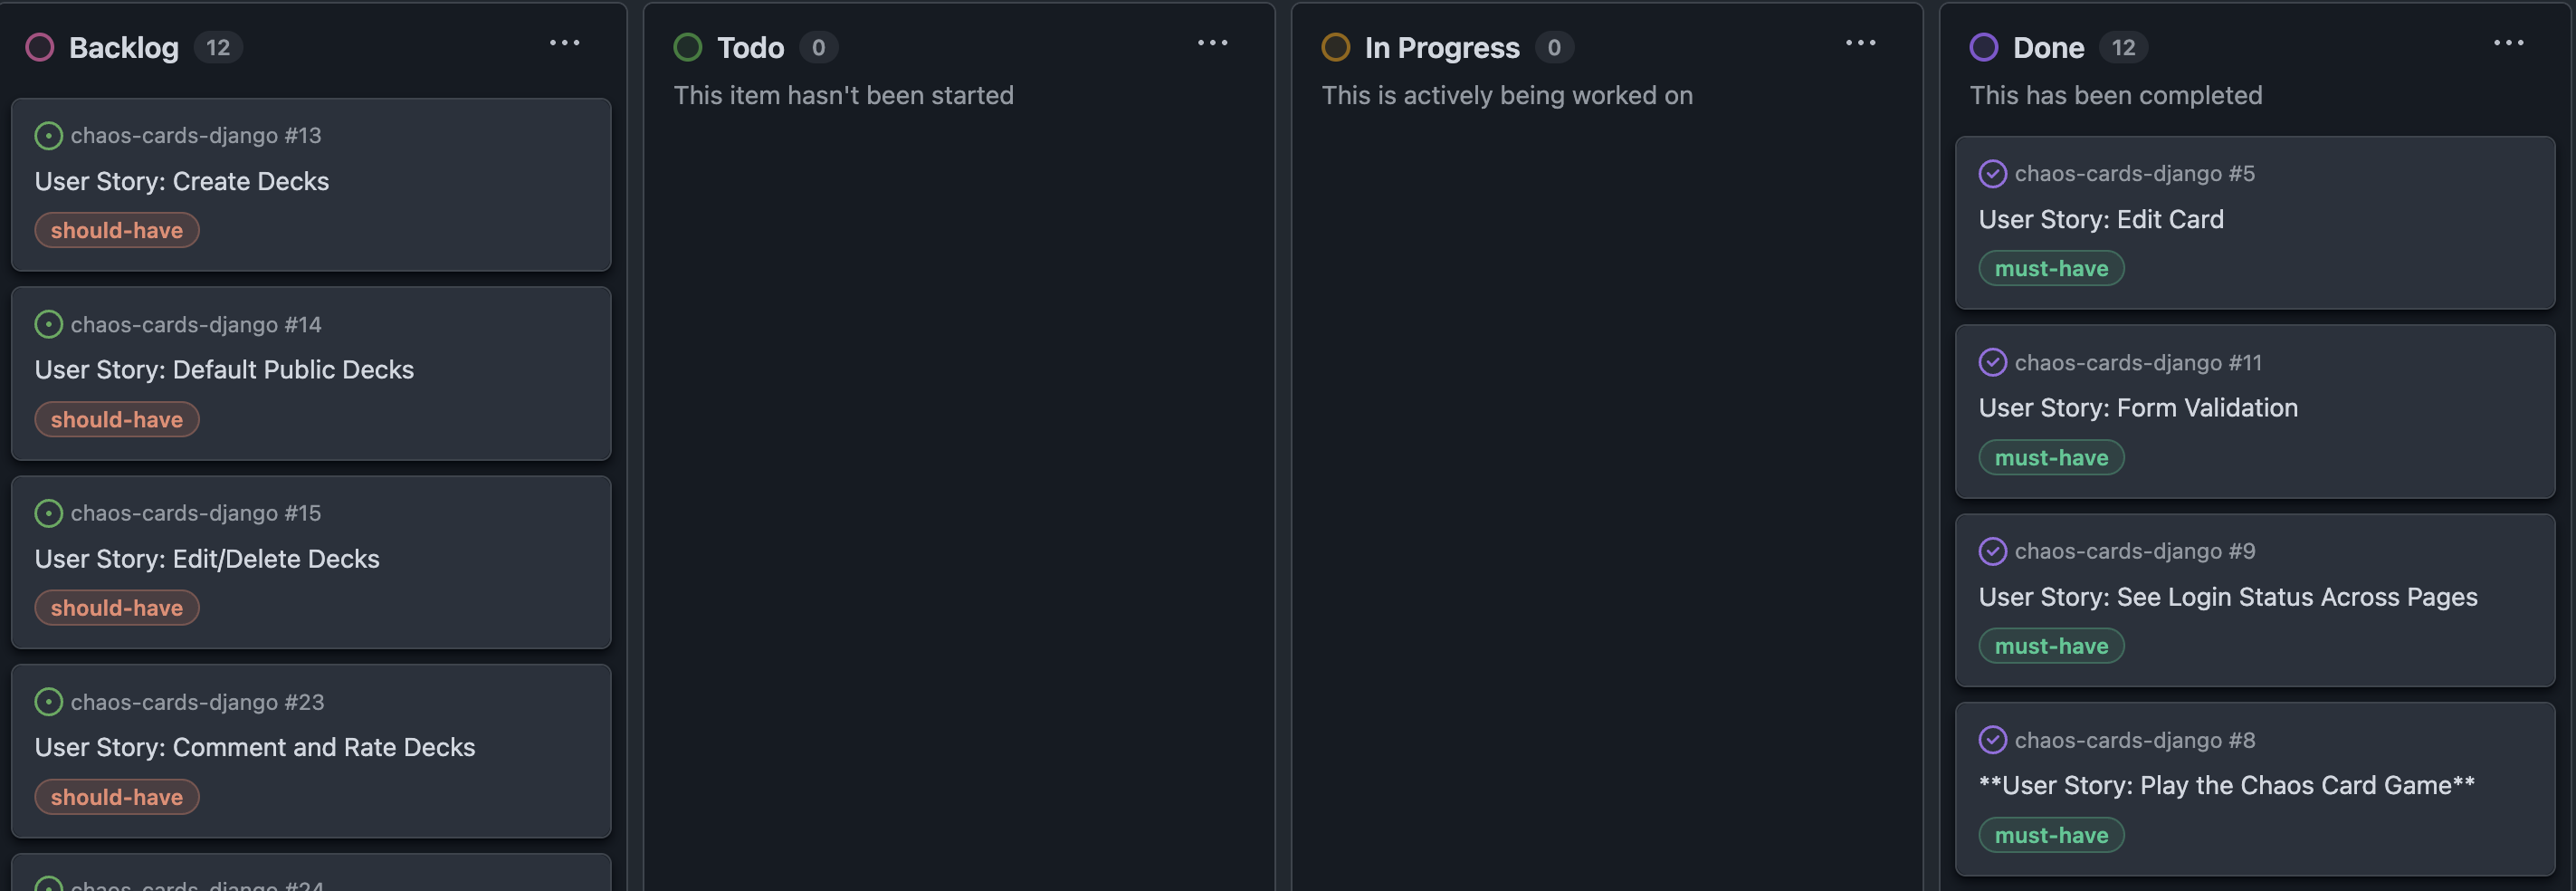 Backlog 12
chaos-cards-django #13
User Story: Create Decks
should-have
chaos-cards-django #14
User Story: Default Public Decks
should-have
chaos-cards-django #15
User Story: Edit/Delete Decks
should-have
chaos-cards-django #23
User Story: Comment and Rate Decks
should-have
chaos-cards-django #24
Todo 0
This item hasn't been started
In Progress 0
This is actively being worked on
Done 12
This has been completed
chaos-cards-django #5
User Story: Edit Card
must-have
chaos-cards-django #11
User Story: Form Validation
must-have
chaos-cards-django #9
User Story: See Login Status Across Pages
must-have
chaos-cards-django #8
**User Story: Play the Chaos Card Game**
must-have